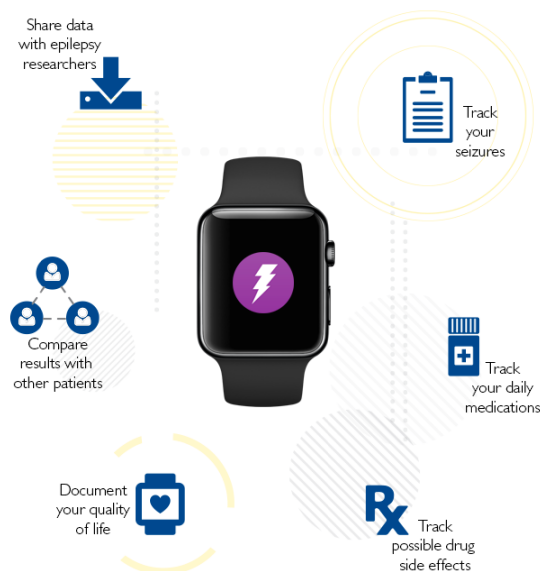 Share data
with epilepsy
researchers
Track
your
seizures
Compare
results with
other patients
Track
your daily
medications
Document
your quality
of life
Rx
Track
possible drug
side effects